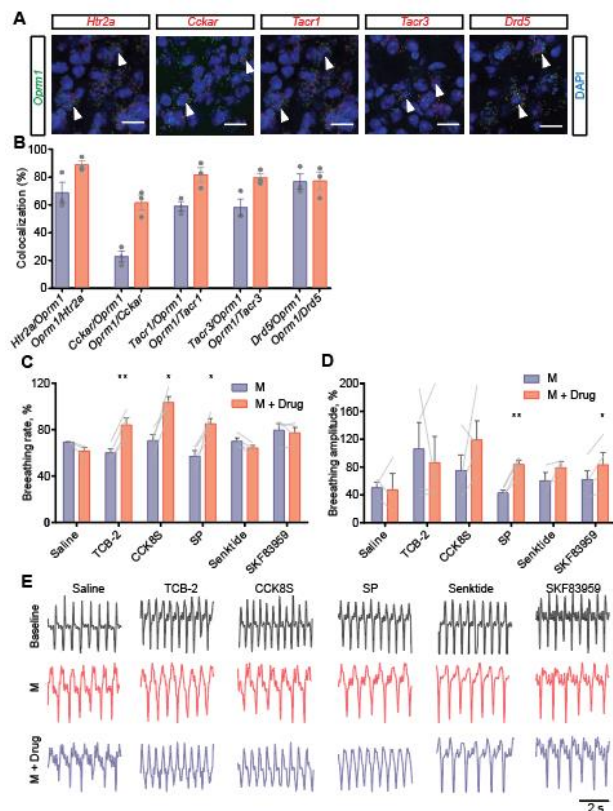 A
Htr2a Cckar Tacr1 Tacr3 Drd5
Oprm1
DAPI
B
Colocalization (%)
100
80
60
40
20
0
Htr2a/Oprm1
Oprm1/Htr2a
Cckar/Oprm1
Oprm1/Cckar
Tacr1/Oprm1
Oprm1/Tacr1
Tacr3/Oprm1
Oprm1/Tacr3
Drd5/Oprm1
Oprm1/Drd5
C
Breeathing rate, %
120
80
40
0
** * *
M
M + Drug
Saline
TCB-2
CCK8S
SP
Senktide
SKF83959
D
Breeathing amplitude, %
200
160
120
80
40
0
** *
M
M + Drug
Saline
TCB-2
CCK8S
SP
Senktide
SKF83959
E
Saline TCB-2 CCK8S SP Senktide SKF83959
Baseline
M
M + Drug
2 s